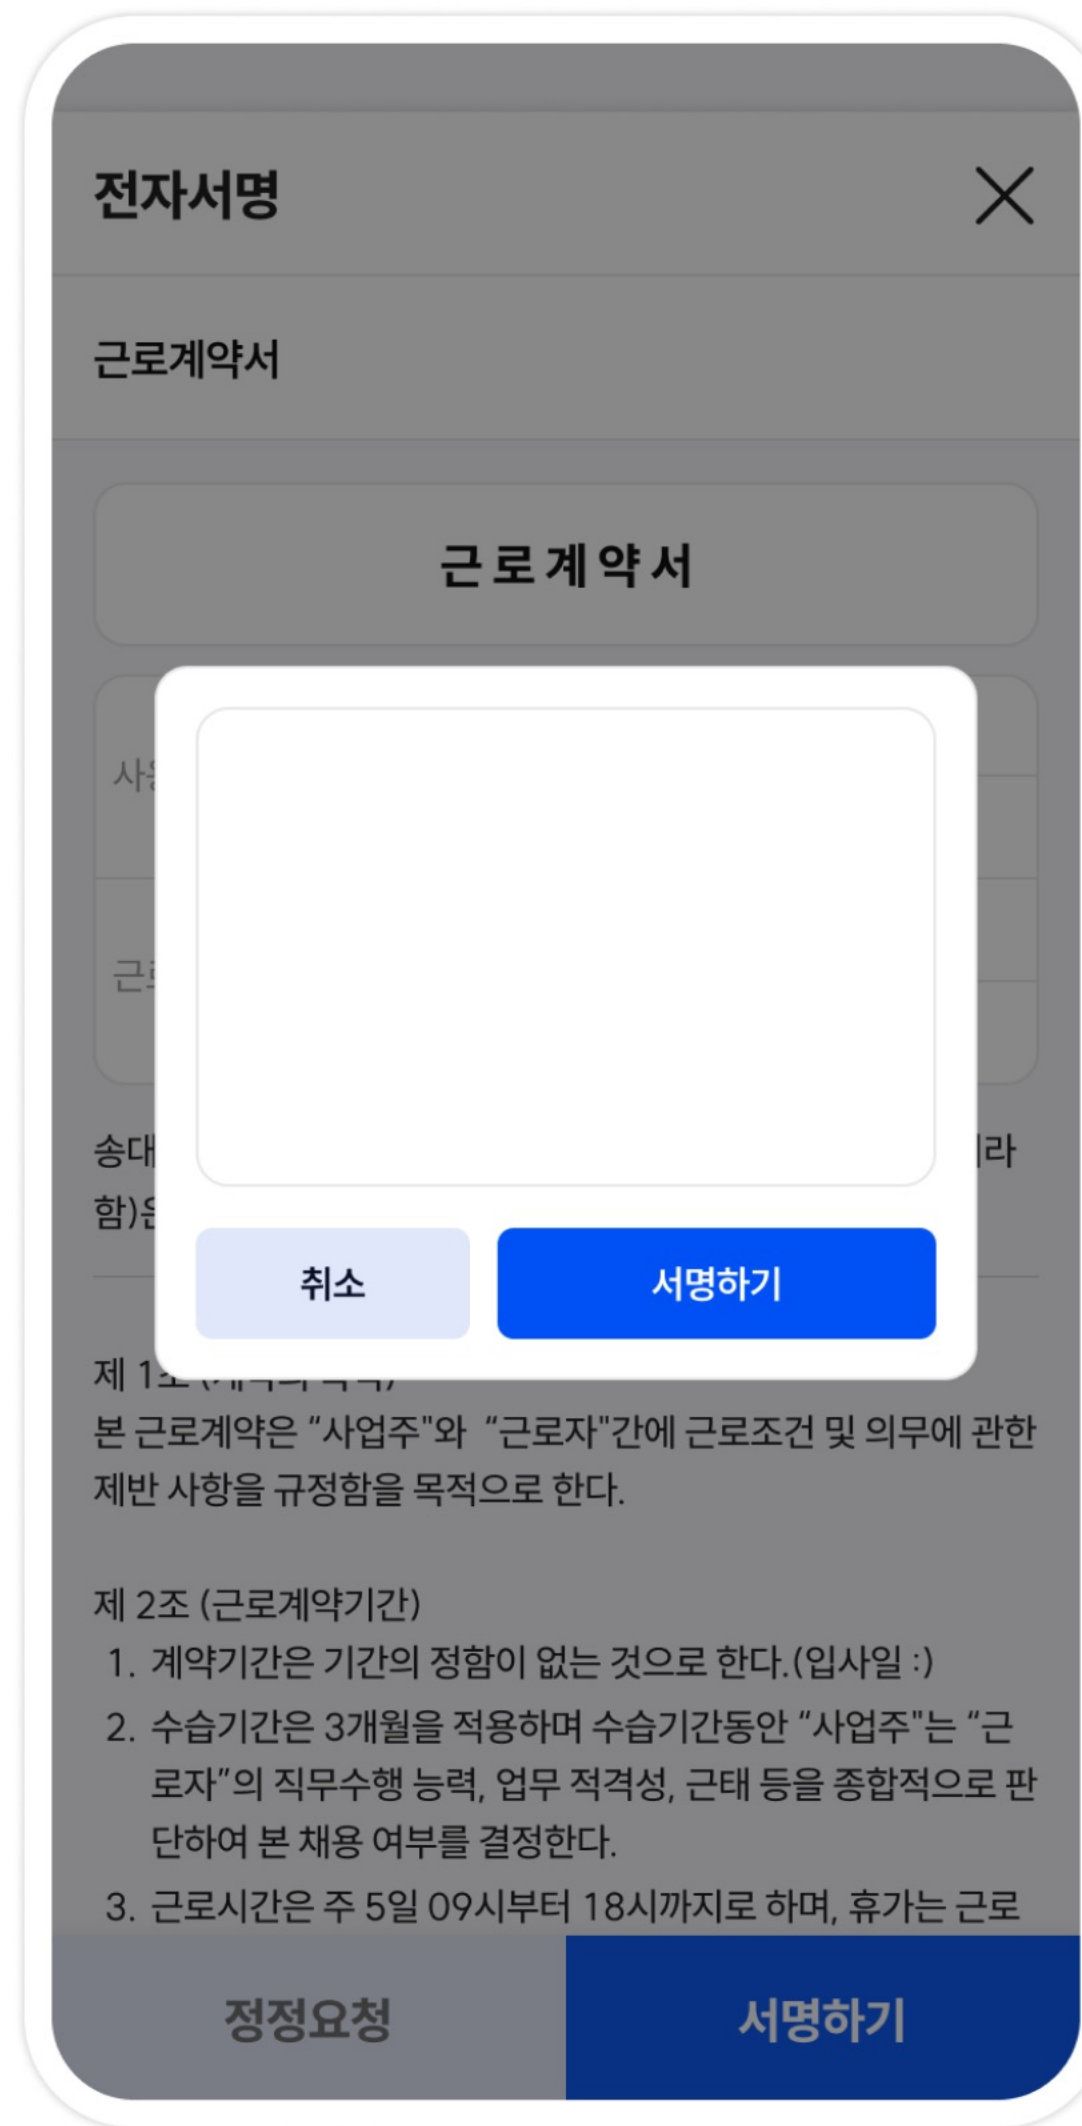 전자서명
근로계약서
근로계약서
송대
함)은
취소
서명하기
제 1조 (계약의 목적)
본 근로계약은 “사업주"와 “근로자"간에 근로조건 및 의무에 관한
제반 사항을 규정함을 목적으로 한다.
제 2조 (근로계약기간)
1. 계약기간은 기간의 정함이 없는 것으로 한다.(입사일 :)
2. 수습기간은 3개월을 적용하며 수습기간동안 “사업주"는 “근
로자”의 직무수행 능력, 업무 적격성, 근태 등을 종합적으로 판
단하여 본 채용 여부를 결정한다.
3. 근로시간은 주 5일 09시부터 18시까지로 하며, 휴가는 근로
정정요청
서명하기